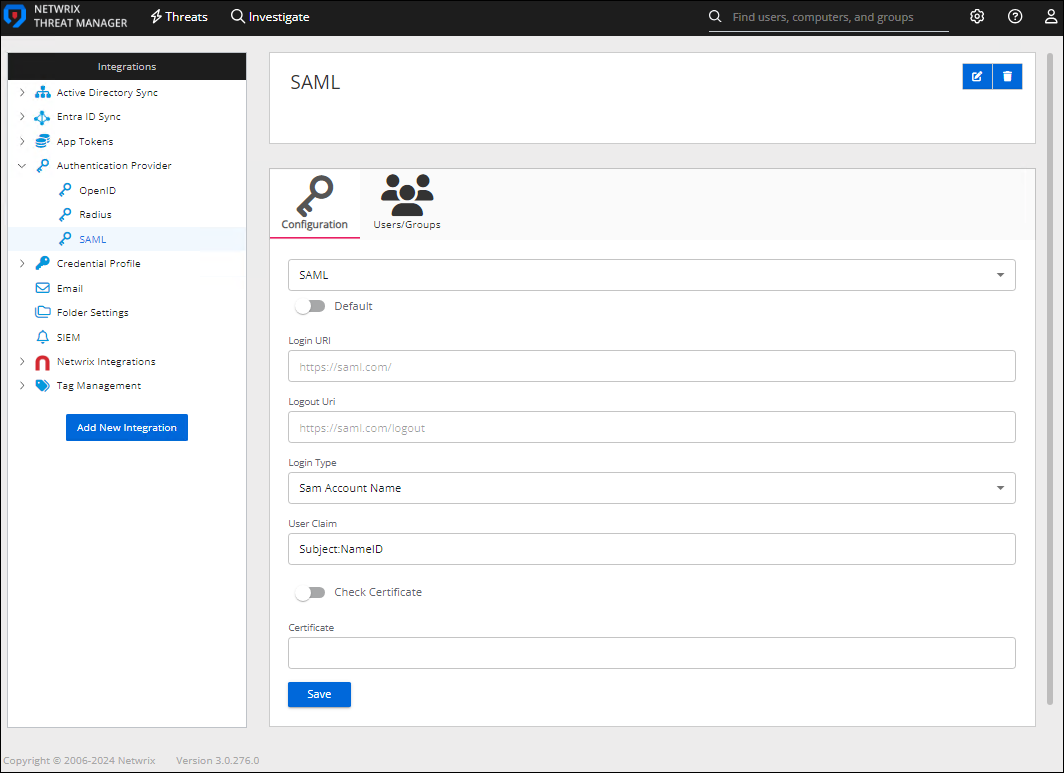 NETWRIX
THREAT MANAGER
Threats
Investigate
Find users, computers, and groups
Integrations
Active Directory Sync
Entra ID Sync
App Tokens
Authentication Provider
OpenID
Radius
SAML
Credential Profile
Email
Folder Settings
SIEM
Netwrix Integrations
Tag Management
Add New Integration
SAML
Configuration
Users/Groups
SAML
Default
Login URI
https://saml.com/
Logout Uri
https://saml.com/logout
Login Type
Sam Account Name
User Claim
Subject:NameID
Check Certificate
Certificate
Save
Copyright © 2006-2024 Netwrix
Version 3.0.276.0